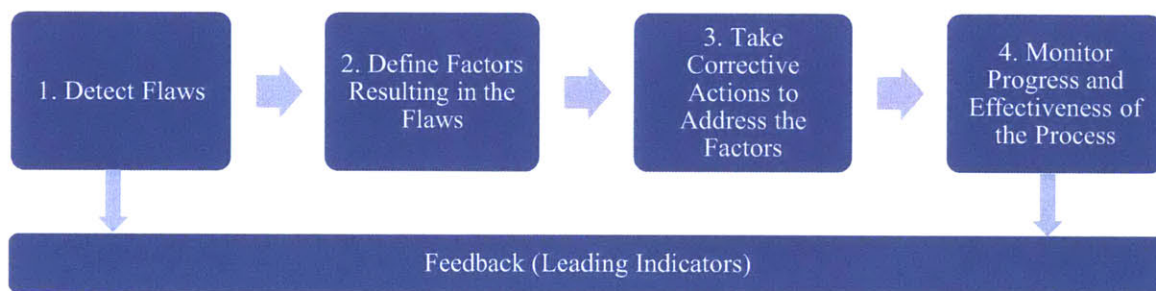 1. Detect Flaws
2. Define Factors
Resulting in the
Flaws
3. Take
Corrective
Actions to
Address the
Factors
4. Monitor
Progress and
Effectiveness of
the Process
Feedback (Leading Indicators)